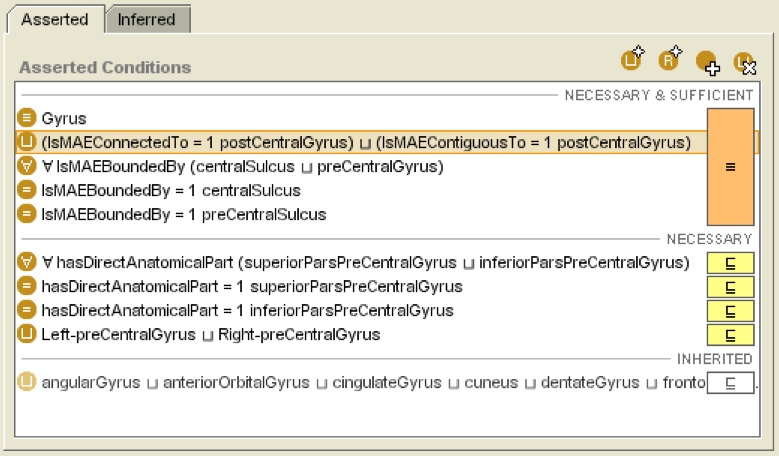 Asserted Inferred
Asserted Conditions
NECESSARY & SUFFICIENT
≡ Gyrus
⊔ (IsMAEConnectedTo = 1 postCentralGyrus) ⊔ (IsMAEContiguousTo = 1 postCentralGyrus)
∀ ∀ IsMAEBoundedBy (centralSulcus ⊔ preCentralGyrus)
≡
= IsMAEBoundedBy = 1 centralSulcus
= IsMAEBoundedBy = 1 preCentralSulcus
NECESSARY
∀ ∀ hasDirectAnatomicalPart (superiorParsPreCentralGyrus ⊔ inferiorParsPreCentralGyrus) ⊑
= hasDirectAnatomicalPart = 1 superiorParsPreCentralGyrus ⊑
= hasDirectAnatomicalPart = 1 inferiorParsPreCentralGyrus ⊑
⊔ Left-preCentralGyrus ⊔ Right-preCentralGyrus ⊑
INHERITED
⊔ angularGyrus ⊔ anteriorOrbitalGyrus ⊔ cingulateGyrus ⊔ cuneus ⊔ dentateGyrus ⊔ fronto ⊑ .